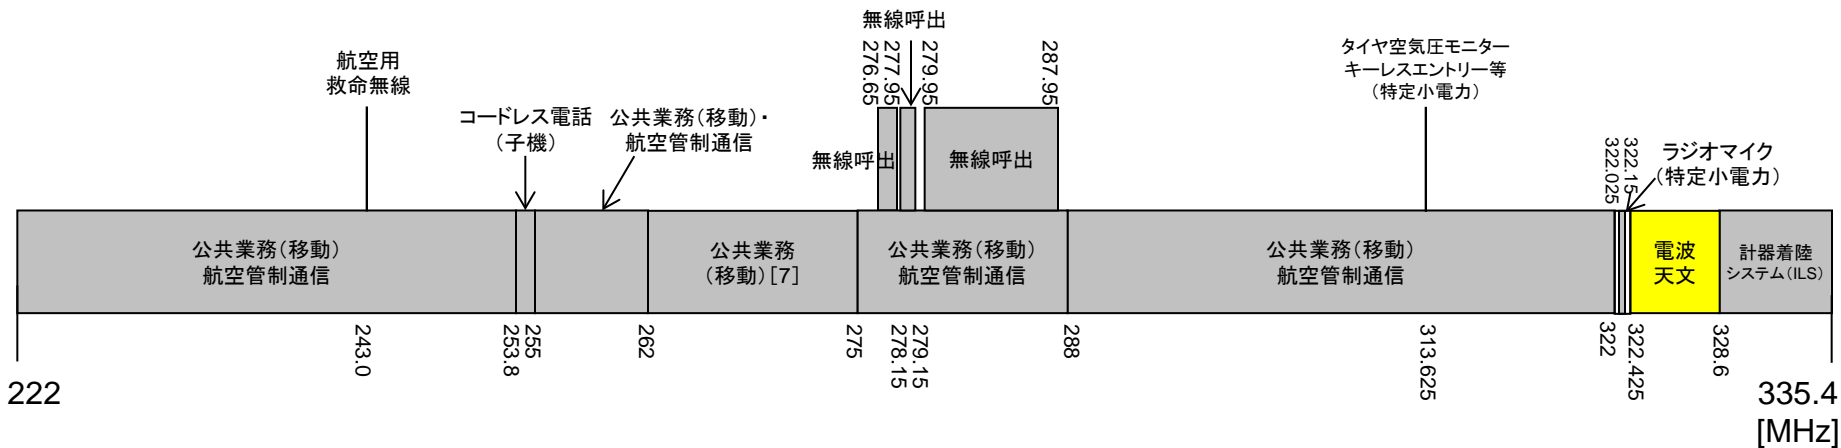 無線呼出
航空用
救命無線
コードレス電話
(子機)
公共業務(移動)・
航空管制通信
276.65
277.95
279.95
287.95
無線呼出
無線呼出
タイヤ空気圧モニター
キーレスエントリー等
(特定小電力)
322.025
322.15
ラジオマイク
(特定小電力)
公共業務(移動)
航空管制通信
公共業務
(移動)[7]
公共業務(移動)
航空管制通信
公共業務(移動)
航空管制通信
電波
天文
計器着陸
システム(ILS)
222
243.0
253.8
255
262
275
278.15
279.15
288
313.625
322
322.425
328.6
335.4
[MHz]